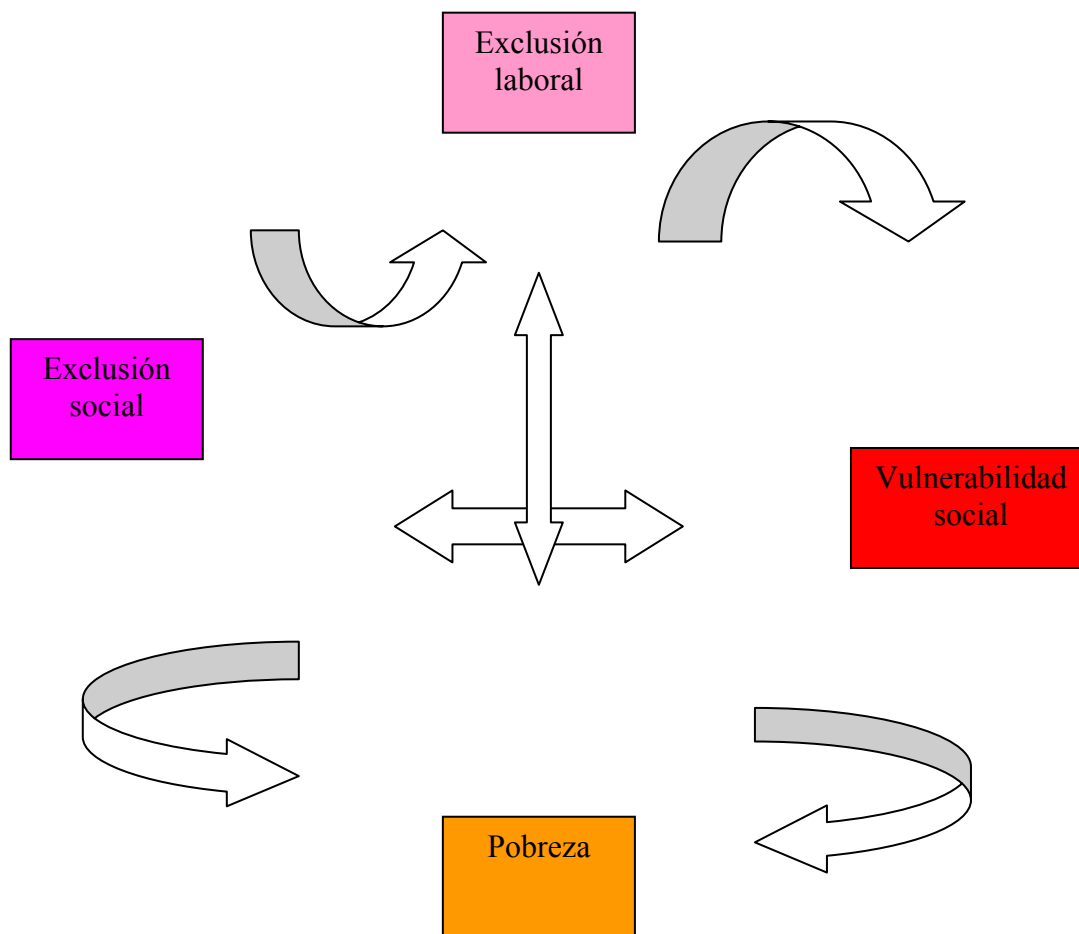 Exclusión
laboral
Exclusión
social
Vulnerabilidad
social
Pobreza